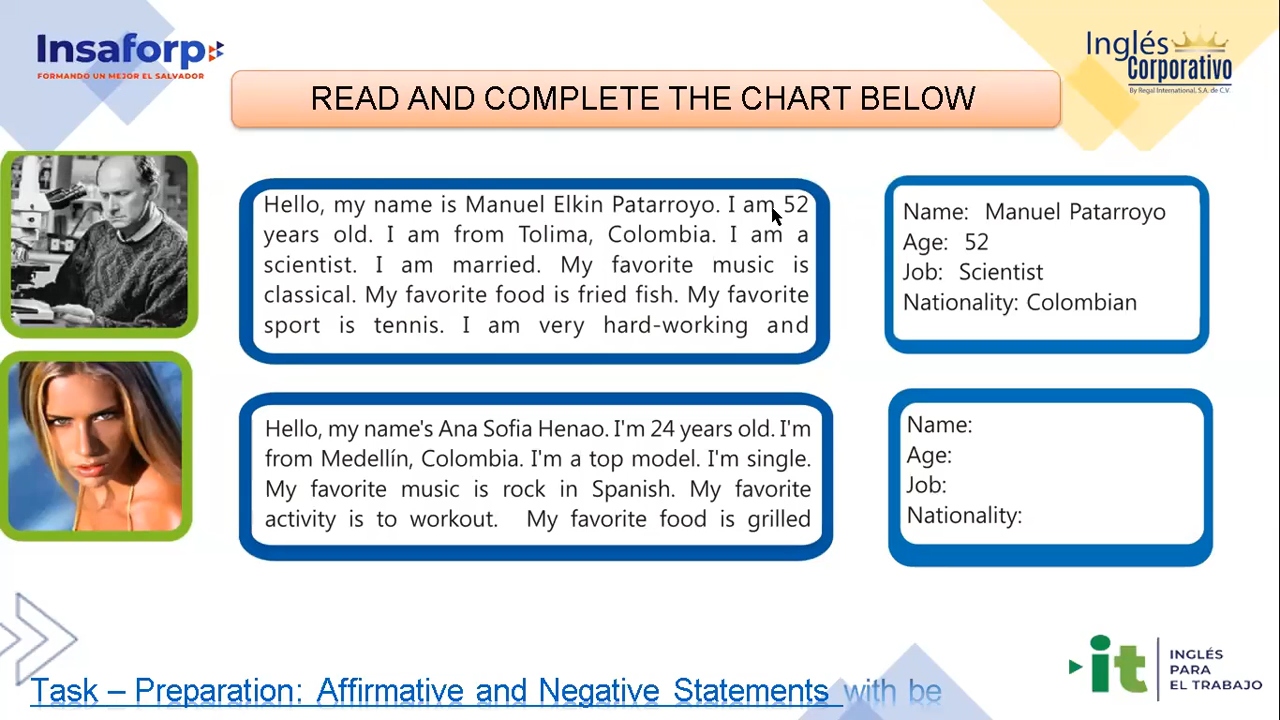 Insaforp
FORMANDO UN MEJOR EL SALVADOR
Inglés
Corporativo
By Regal International, S.A. de C.V.
READ AND COMPLETE THE CHART BELOW
Hello, my name is Manuel Elkin Patarroyo. I am 52
years old. I am from Tolima, Colombia. I am a
scientist. I am married. My favorite music is
classical. My favorite food is fried fish. My favorite
sport is tennis. I am very hard-working and
Name: Manuel Patarroyo
Age: 52
Job: Scientist
Nationality: Colombian
Hello, my name's Ana Sofia Henao. I'm 24 years old. I'm
from Medellín, Colombia. I'm a top model. I'm single.
My favorite music is rock in Spanish. My favorite
activity is to workout. My favorite food is grilled
Name:
Age:
Job:
Nationality:
Task – Preparation: Affirmative and Negative Statements with be
it
INGLÉS
PARA
EL TRABAJO